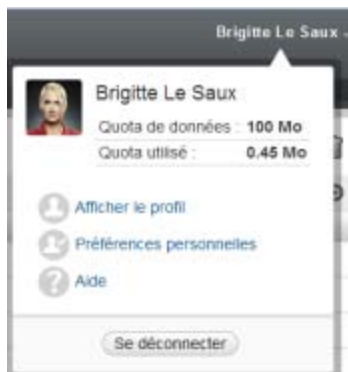 Brigitte Le Saux
Brigitte Le Saux
Quota de données : 100 Mo
Quota utilisé : 0.45 Mo
Afficher le profil
Préférences personnelles
Aide
Se déconnecter